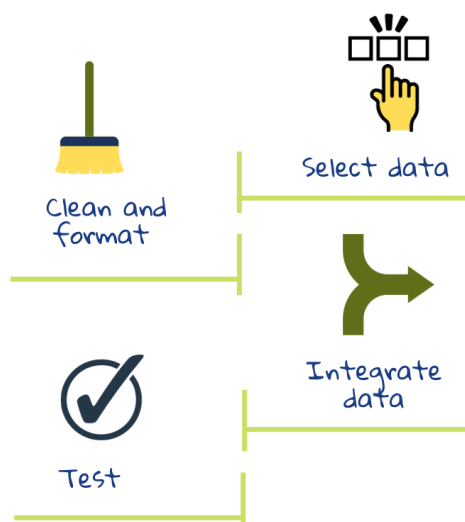 Select data
Clean and
format
Integrate
data
Test